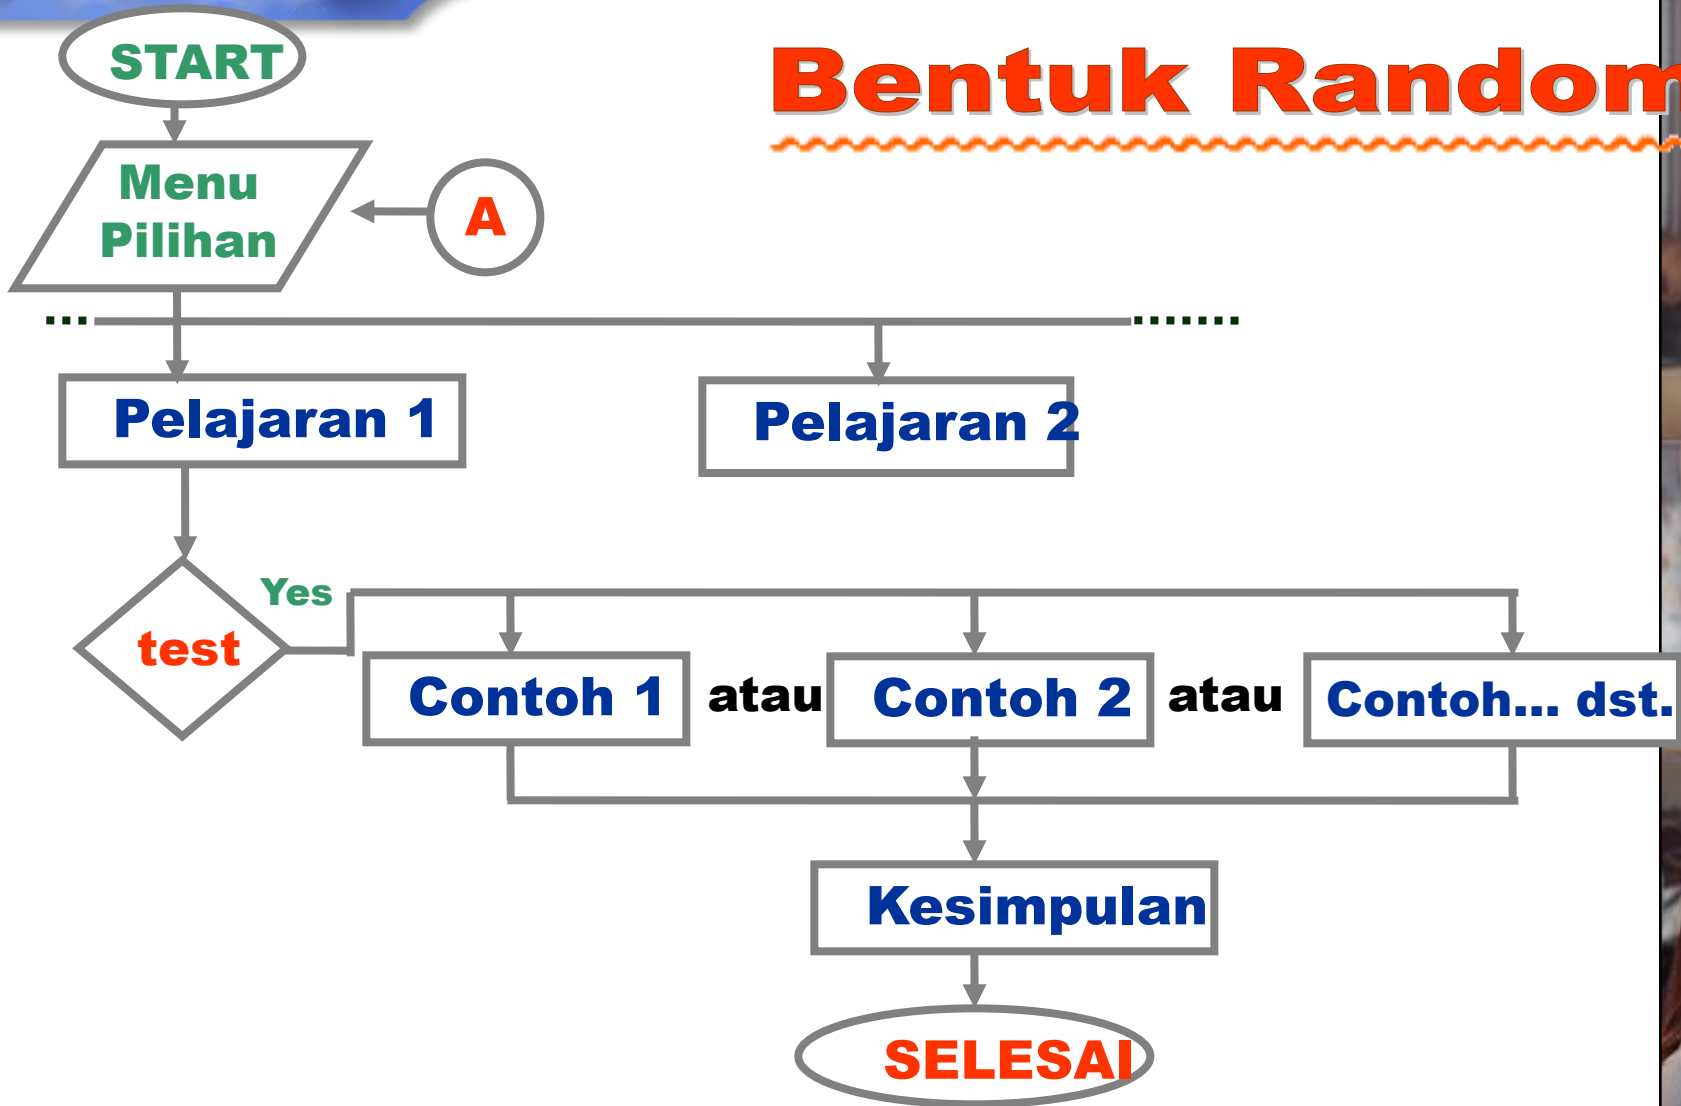 START
Bentuk Random
Menu
Pilihan
A
... .......
Pelajaran 1
Pelajaran 2
Yes
test
Contoh 1 atau Contoh 2 atau Contoh... dst.
Kesimpulan
SELESAI